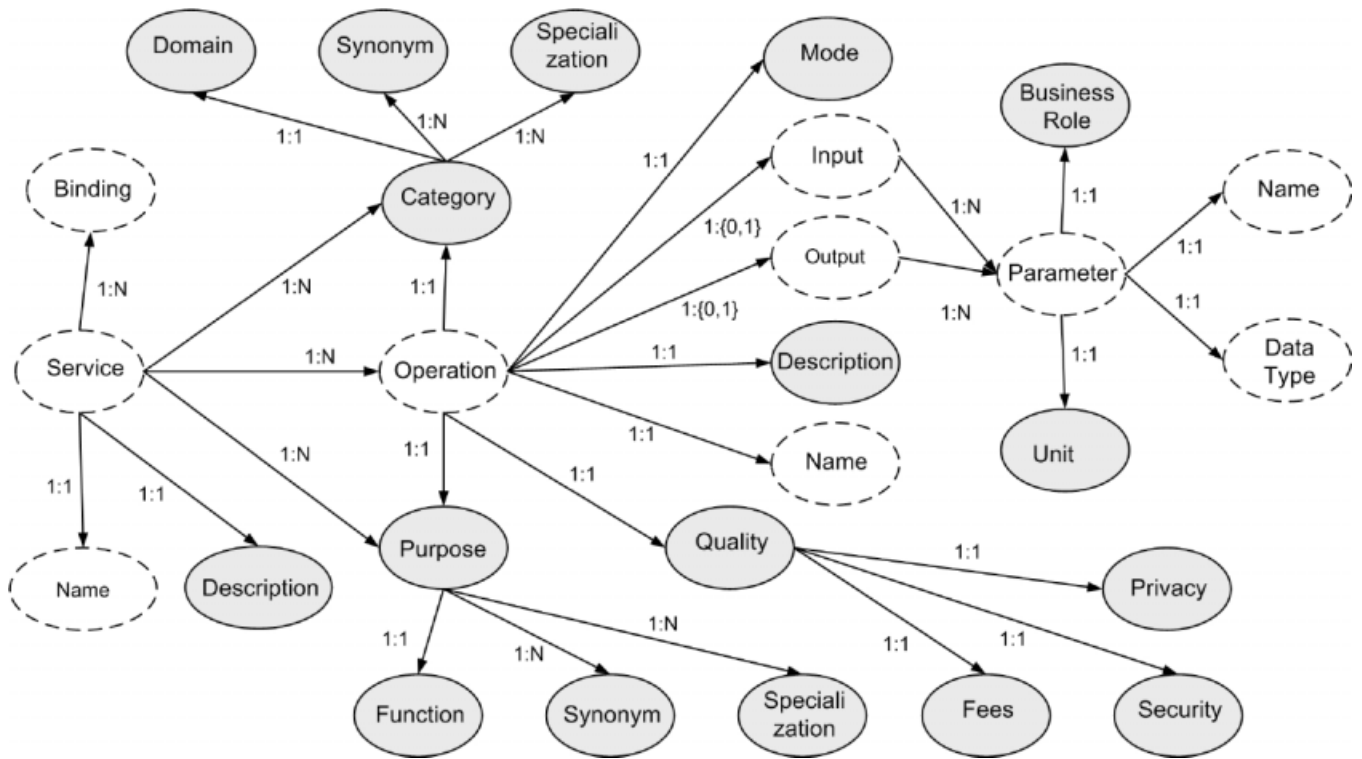 Domain
Synonym
Speciali
zation
Mode
Business
Role
1:1
1:N
1:N
1:1
Input
Binding
Category
1:N
1:1
Name
1:{0,1}
1:1
Output
Parameter
1:N
1:N
1:1
1:{0,1}
1:N
1:1
1:1
Service
1:N
Operation
1:1
Description
Data
Type
1:N
1:1
1:1
Name
Unit
1:1
1:1
1:1
Purpose
Quality
1:1
Name
Description
Privacy
1:1
1:N
1:N
1:1
1:1
Function
Synonym
Speciali
zation
Fees
Security